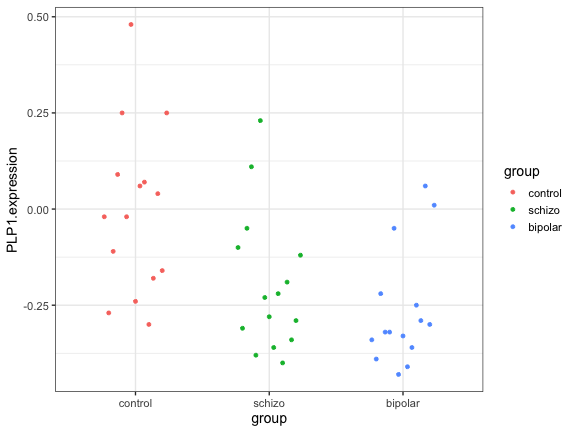 0.50
0.25
0.00
-0.25
PLP1.expression
control
schizo
bipolar
group
group
control
schizo
bipolar